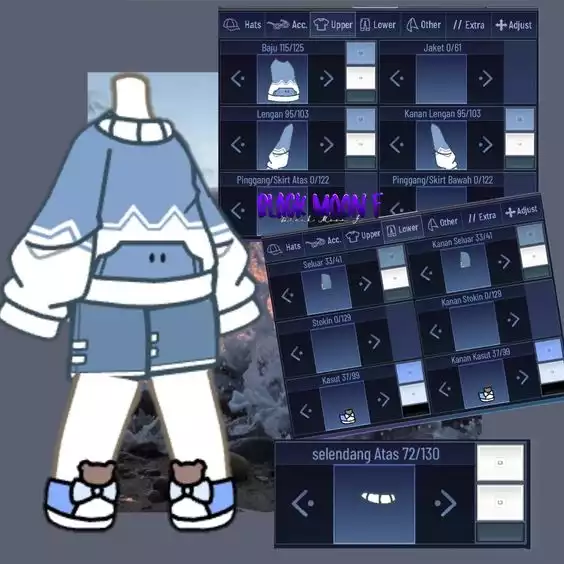 Hats Acc. Upper Lower Other Extra Adjust
Baju 115/125 Jaket 0/61
Lengan 95/103 Kanan Lengan 95/103
Pinggang/Skirt Atas 0/122 Pinggang/Skirt Bawah 0/122
BLACK MOON F
Hats Acc. Upper Lower Other Extra Adjust
Seluar 33/41 Kanan Seluar 33/41
Stokin 0/129 Kanan Stokin 0/129
Kasut 37/99 Kanan Kasut 37/99
selendang Atas 72/130